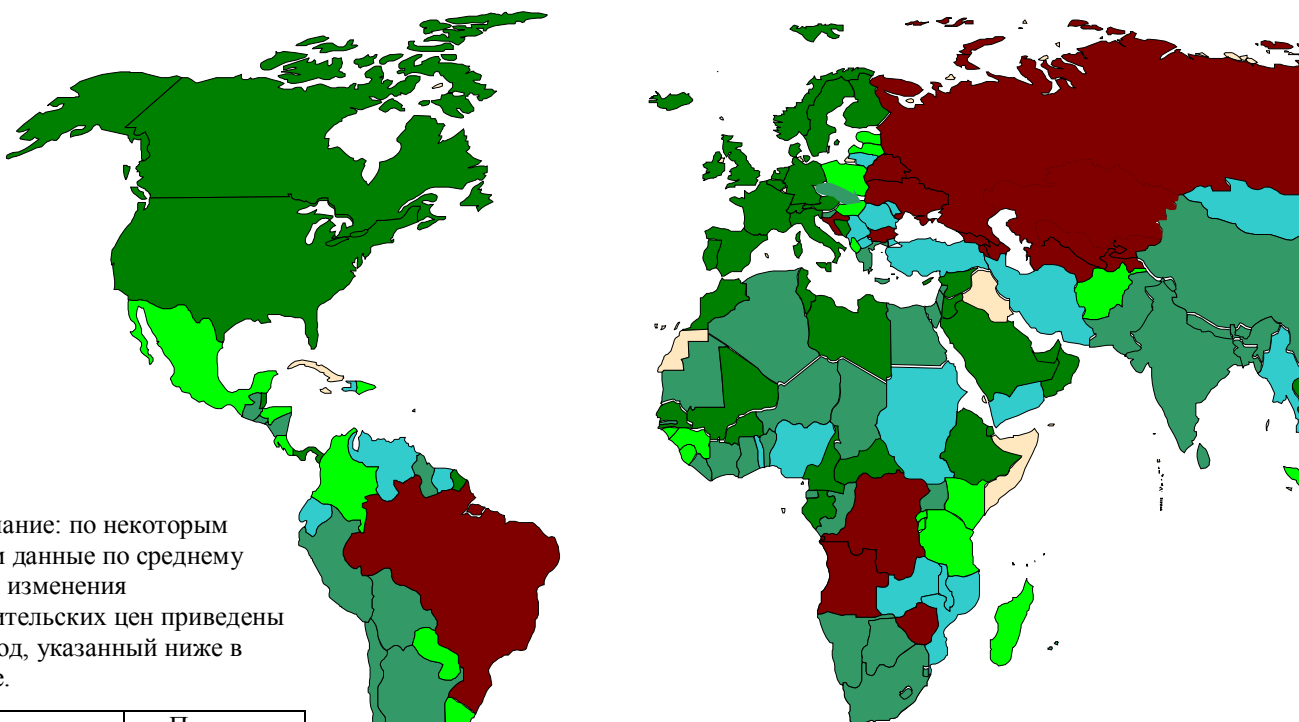 ание: по некоторым
и данные по среднему
изменения
ительских цен приведены
од, указанный ниже в
е.
П